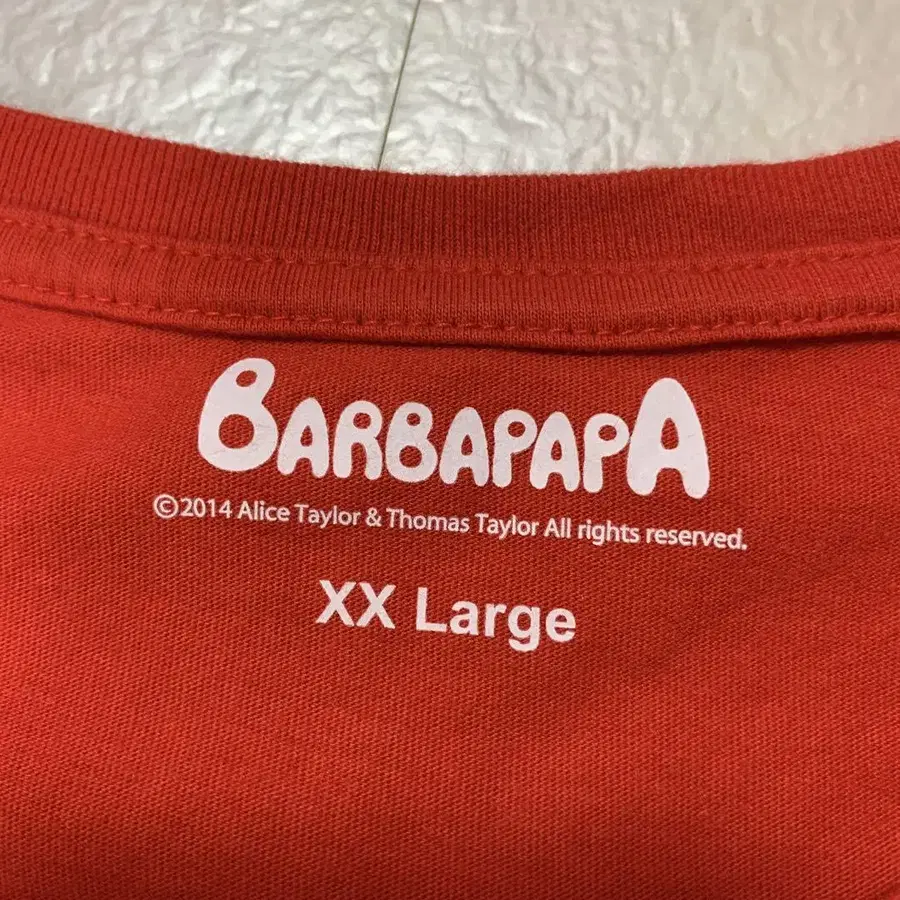 BARBAPAPA
©2014 Alice Taylor & Thomas Taylor All rights reserved.
XX Large